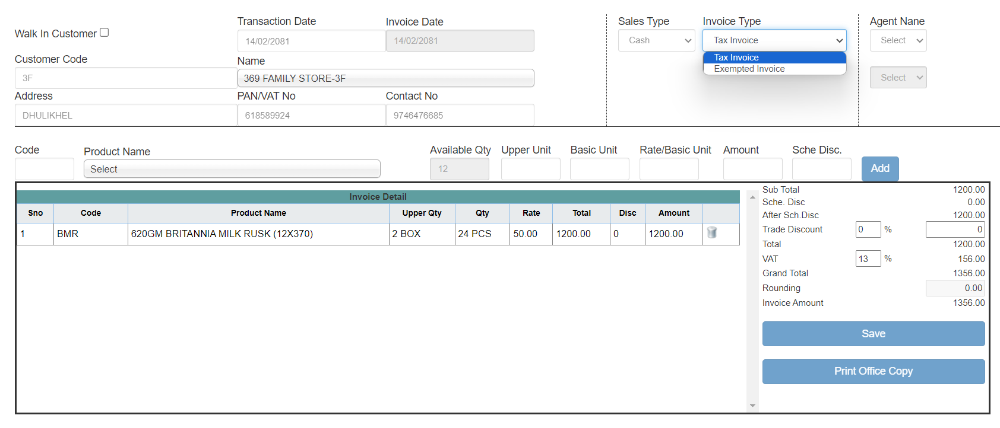 Walk In Customer
Transaction Date
Invoice Date
14/02/2081
14/02/2081
Customer Code
Name
3F
369 FAMILY STORE-3F
Address
PAN/VAT No
Contact No
DHULIKHEL
618589924
9746476685
Sales Type
Invoice Type
Cash
Tax Invoice
Tax Invoice
Exempted Invoice
Agent Nane
Select
Select
Code
Product Name
Available Qty
Upper Unit
Basic Unit
Rate/Basic Unit
Amount
Sche Disc.
Select
12
Add
Invoice Detail
Sno Code Product Name Upper Qty Qty Rate Total Disc Amount
1 BMR 620GM BRITANNIA MILK RUSK (12X370) 2 BOX 24 PCS 50.00 1200.00 0 1200.00
Sub Total 1200.00
Sche. Disc 0.00
After Sch.Disc 1200.00
Trade Discount 0 % 0
Total 1200.00
VAT 13 % 156.00
Grand Total 1356.00
Rounding 0.00
Invoice Amount 1356.00
Save
Print Office Copy